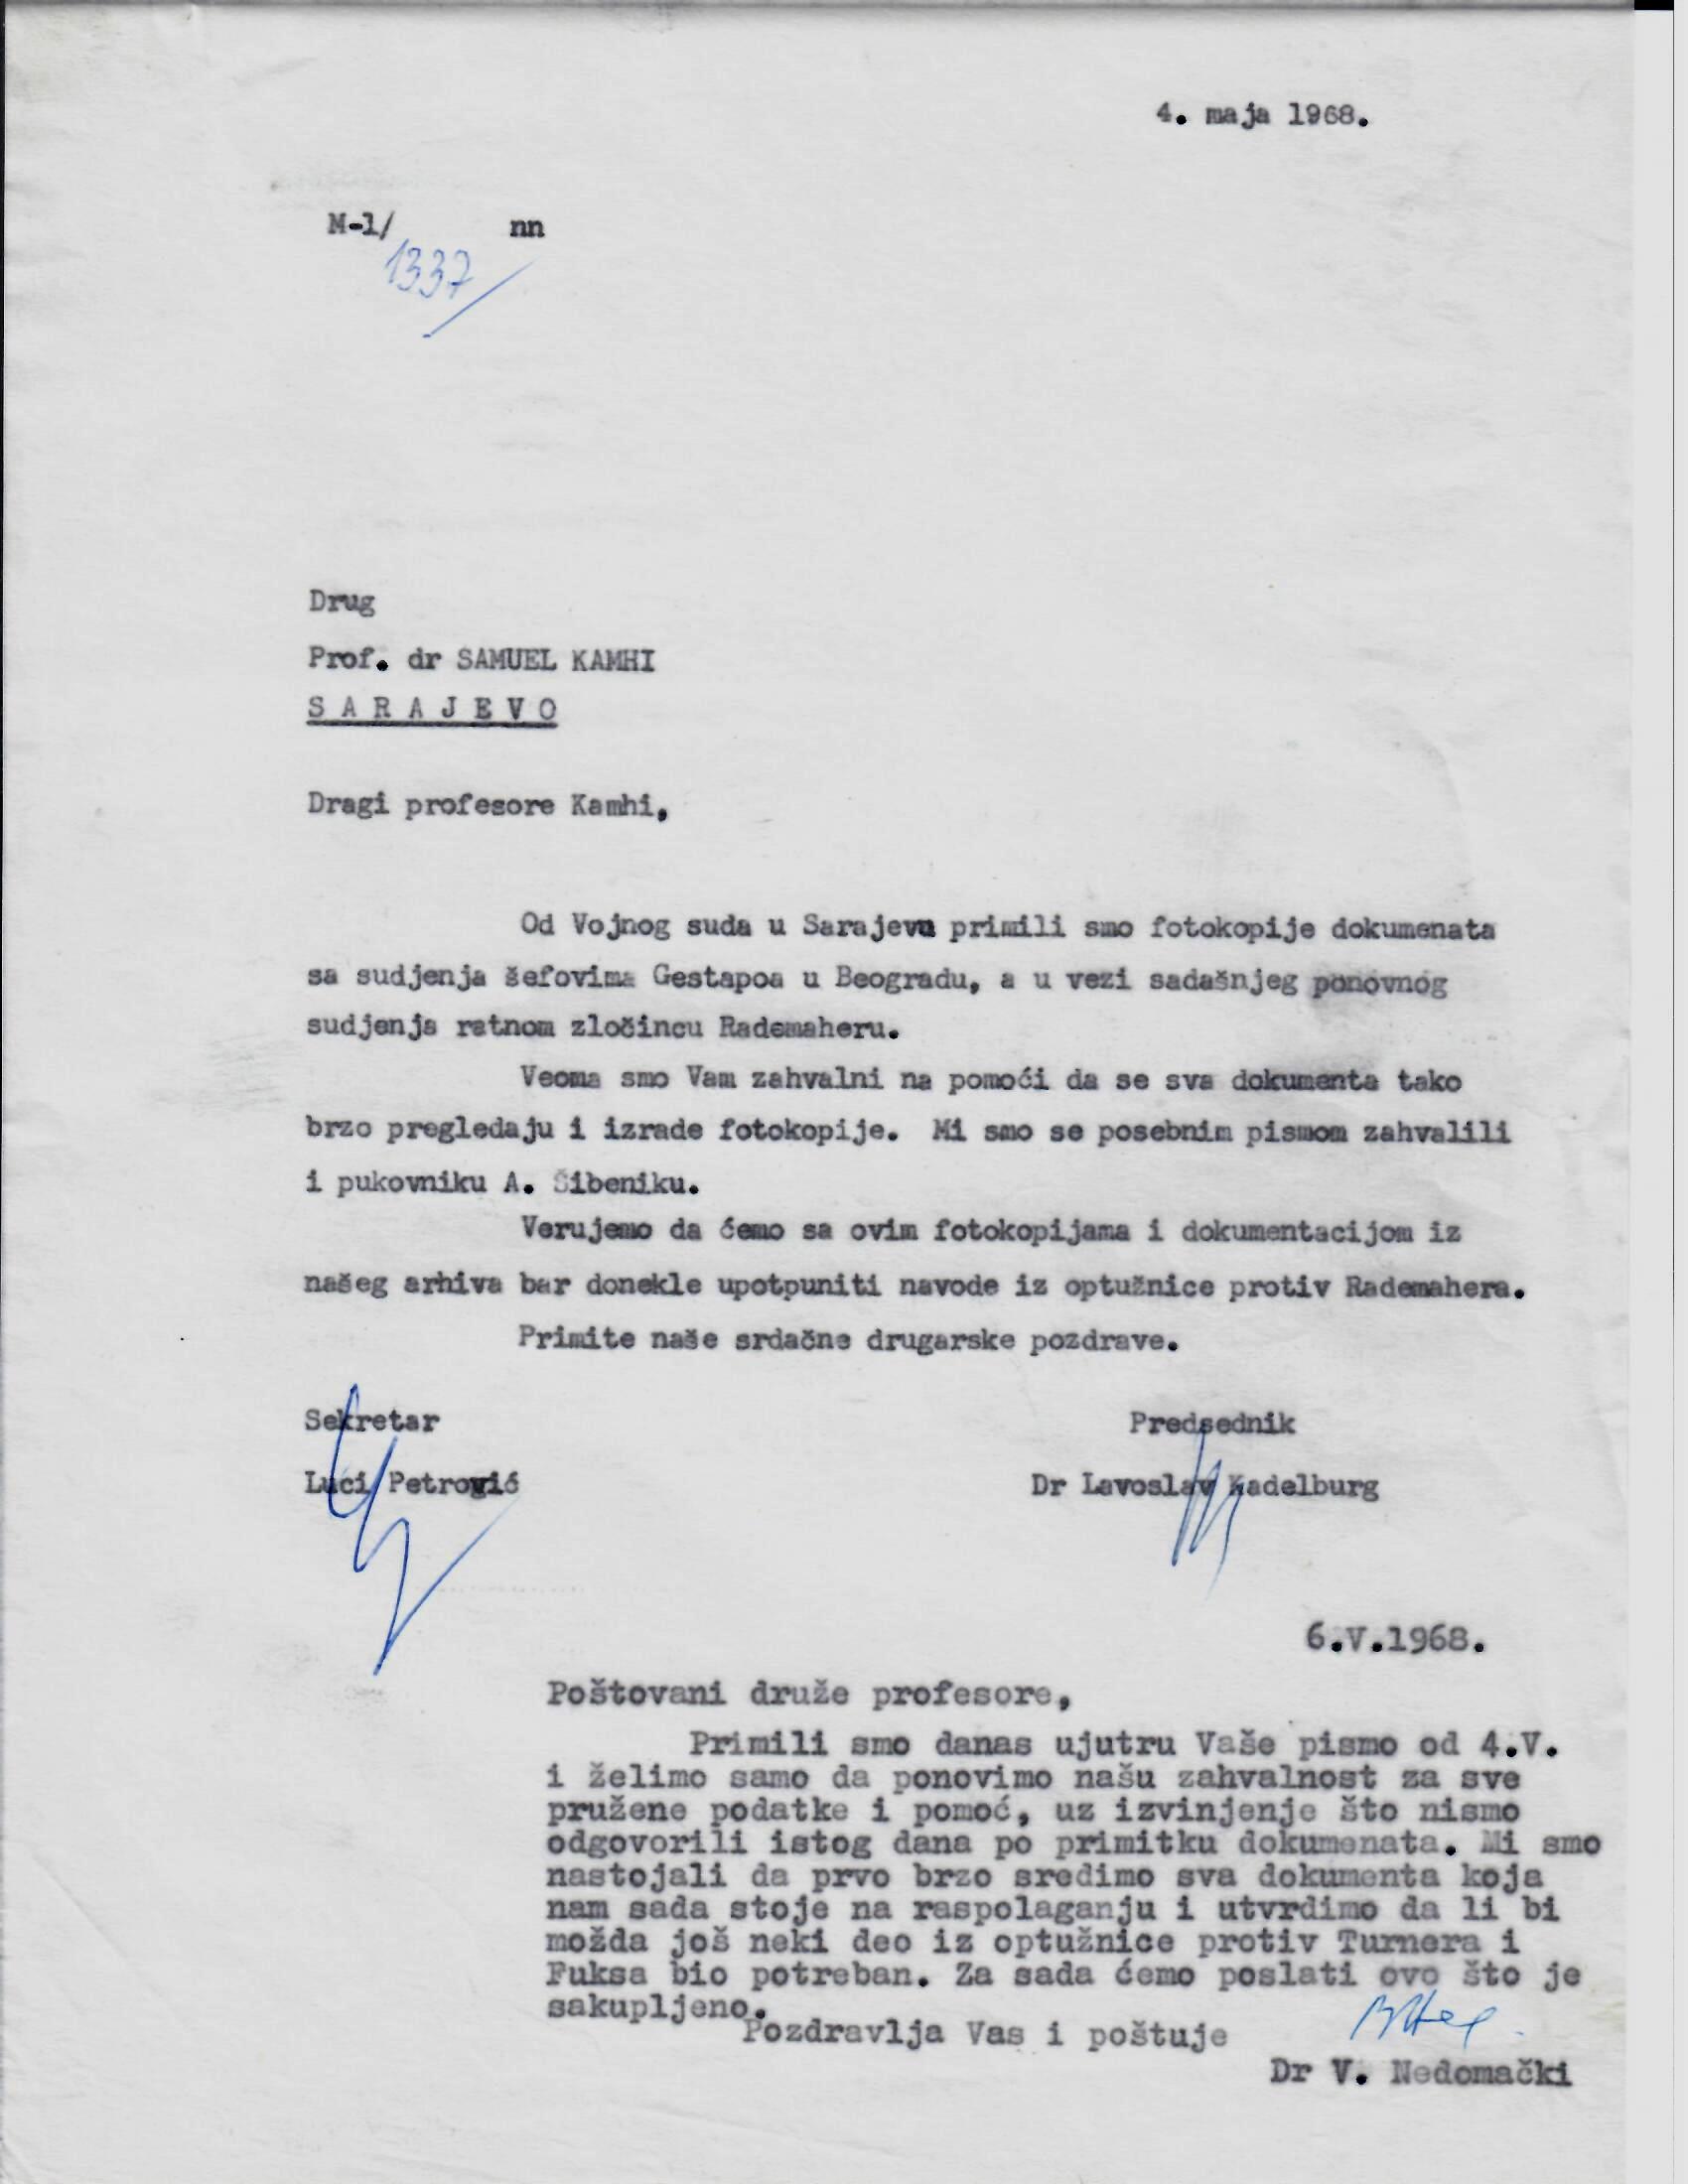 4. maja 1968.
M-1/ nn
1337/
Drug
Prof. dr SAMUEL KAMHI
S A R A J E V O
Dragi profesore Kamhi,
Od Vojnog suda u Sarajevu primili smo fotokopije dokumenata
sa sudjenja šefovima Gestapoa u Beogradu, a u vezi sadašnjeg ponovnog
sudjenja ratnom zločincu Rademaheru.
Veoma smo Vam zahvalni na pomoći da se sva dokumenta tako
brzo pregledaju i izrade fotokopije. Mi smo se posebnim pismom zahvalili
i pukovniku A. Šibeniku.
Verujemo da ćemo sa ovim fotokopijama i dokumentacijom iz
našeg arhiva bar donekle upotpuniti navode iz optužnice protiv Rademahera.
Primite naše srdačne drugarske pozdrave.
Sekretar Predsednik
Luci Petrović Dr Lavoslav Kadelburg
6.V.1968.
Poštovani druže profesore,
Primili smo danas ujutru Vaše pismo od 4.V.
i želimo samo da ponovimo našu zahvalnost za sve
pružene podatke i pomoć, uz izvinjenje što nismo
odgovorili istog dana po primitku dokumenata. Mi smo
nastojali da prvo brzo sredimo sva dokumenta koja
nam sada stoje na raspolaganju i utvrdimo da li bi
možda još neki deo iz optužnice protiv Turnera i
Fuksa bio potreban. Za sada ćemo poslati ovo što je
sakupljeno.
Pozdravlja Vas i poštuje
Dr V. Nedomački